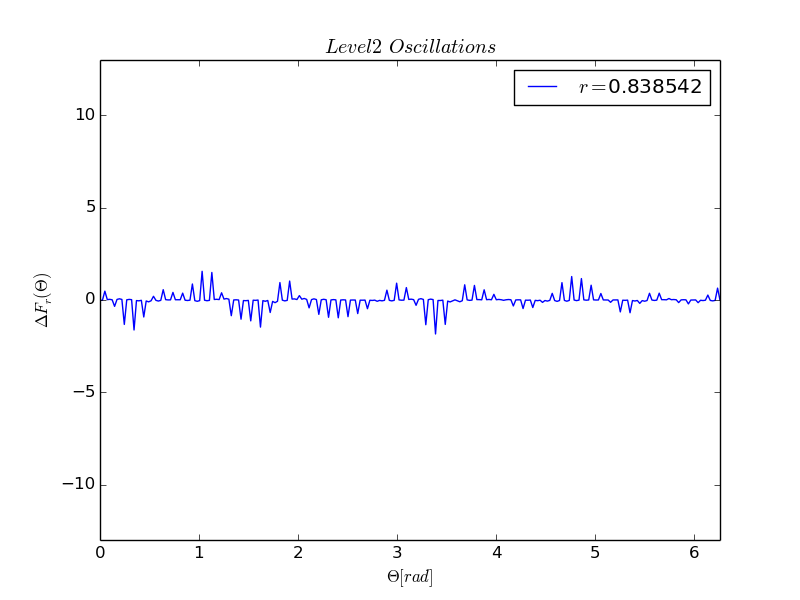 Level2 Oscillations
r=0.838542
10
5
0
−5
−10
ΔF_r(Θ)
0 1 2 3 4 5 6
Θ[rad]